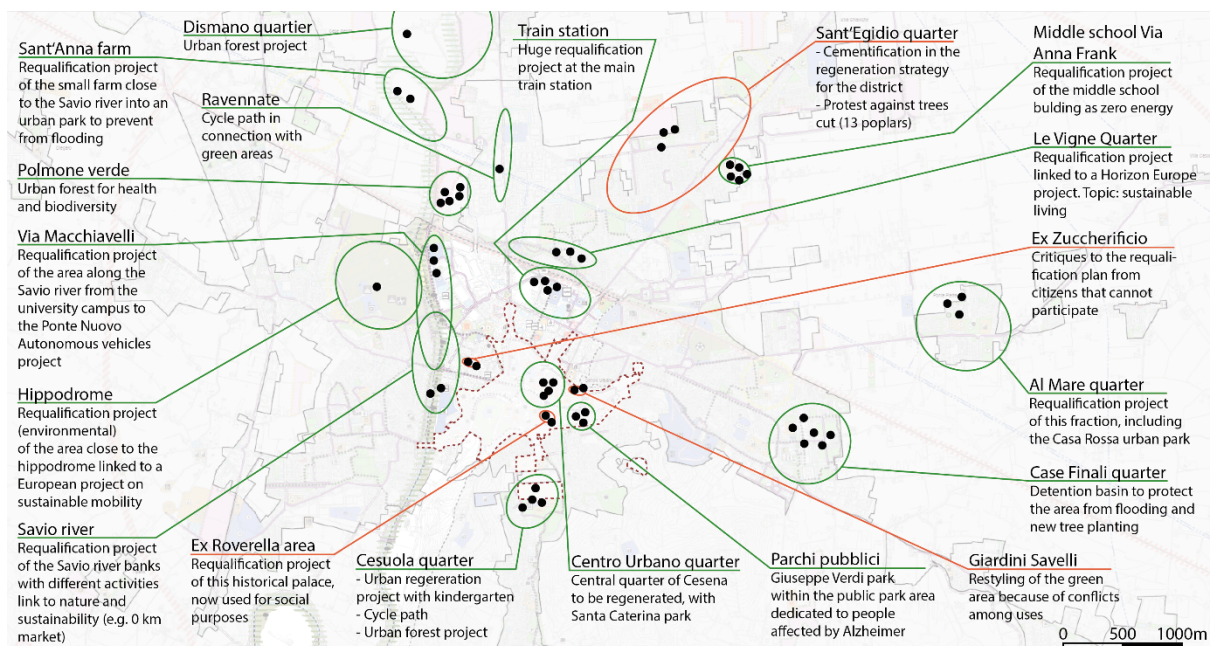 Dismano quartier
Urban forest project
Sant'Anna farm
Requalification project
of the small farm close
to the Savio river into an
urban park to prevent
from flooding
Ravennate
Cycle path in
connection with
green areas
Polmone verde
Urban forest for health
and biodiversity
Via Macchiavelli
Requalification project
of the area along the
Savio river from the
university campus to
the Ponte Nuovo
Autonomous vehicles
project
Hippodrome
Requalification project
(environmental)
of the area close to the
hippodrome linked to a
European project on
sustainable mobility
Savio river
Requalification project
of the Savio river banks
with different activities
link to nature and
sustainability (e.g. 0 km
market)
Train station
Huge requalification
project at the main
train station
Sant'Egidio quarter
- Cementification in the
regeneration strategy
for the district
- Protest against trees
cut (13 poplars)
Middle school Via
Anna Frank
Requalification project
of the middle school
bulding as zero energy
Le Vigne Quarter
Requalification project
linked to a Horizon Europe
project. Topic: sustainable
living
Ex Zuccherificio
Critiques to the requali-
fication plan from
citizens that cannot
participate
Al Mare quarter
Requalification project
of this fraction, including
the Casa Rossa urban park
Case Finali quarter
Detention basin to protect
the area from flooding and
new tree planting
Ex Roverella area
Requalification project
of this historical palace,
now used for social
purposes
Cesuola quarter
- Urban regereration
project with kindergarten
- Cycle path
- Urban forest project
Centro Urbano quarter
Central quarter of Cesena
to be regenerated, with
Santa Caterina park
Parchi pubblici
Giuseppe Verdi park
within the public park area
dedicated to people
affected by Alzheimer
Giardini Savelli
Restyling of the green
area because of conflicts
among uses
0 500 1000m